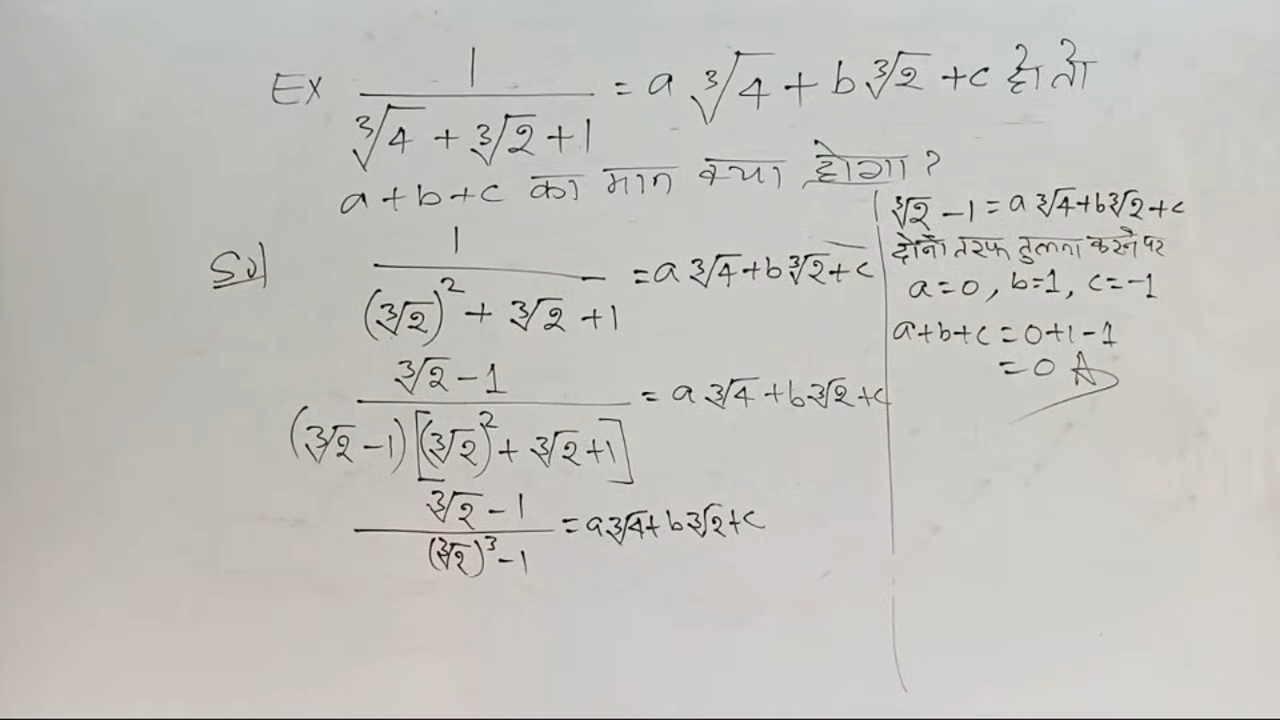 Ex 1/(∛4 + ∛2 + 1) = a ∛4 + b ∛2 + c हो तो
a+b+c का मान क्या होगा ?
Sol 1/((∛2)² + ∛2 + 1) = a ∛4 + b ∛2 + c
(∛2 - 1)/((∛2 - 1)[(∛2)² + ∛2 + 1]) = a ∛4 + b ∛2 + c
(∛2 - 1)/((∛2)³ - 1) = a ∛4 + b ∛2 + c
∛2 - 1 = a ∛4 + b ∛2 + c
दोनों तरफ तुलना करने पर
a=0, b=1, c=-1
a+b+c = 0+1-1
= 0 A